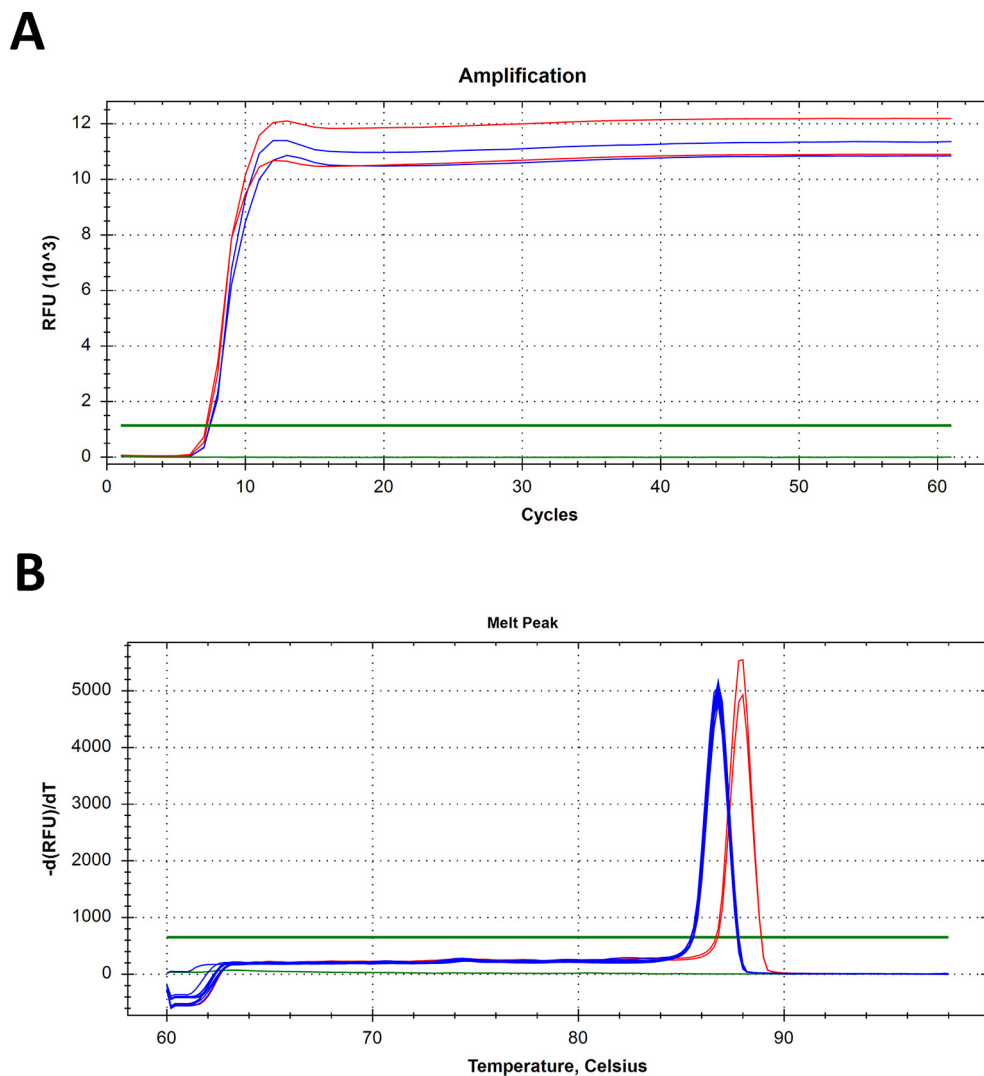 A
Amplification
RFU (10^3)
12
10
8
6
4
2
0
0 10 20 30 40 50 60
Cycles
B
Melt Peak
-d(RFU)/dT
5000
4000
3000
2000
1000
0
60 70 80 90
Temperature, Celsius